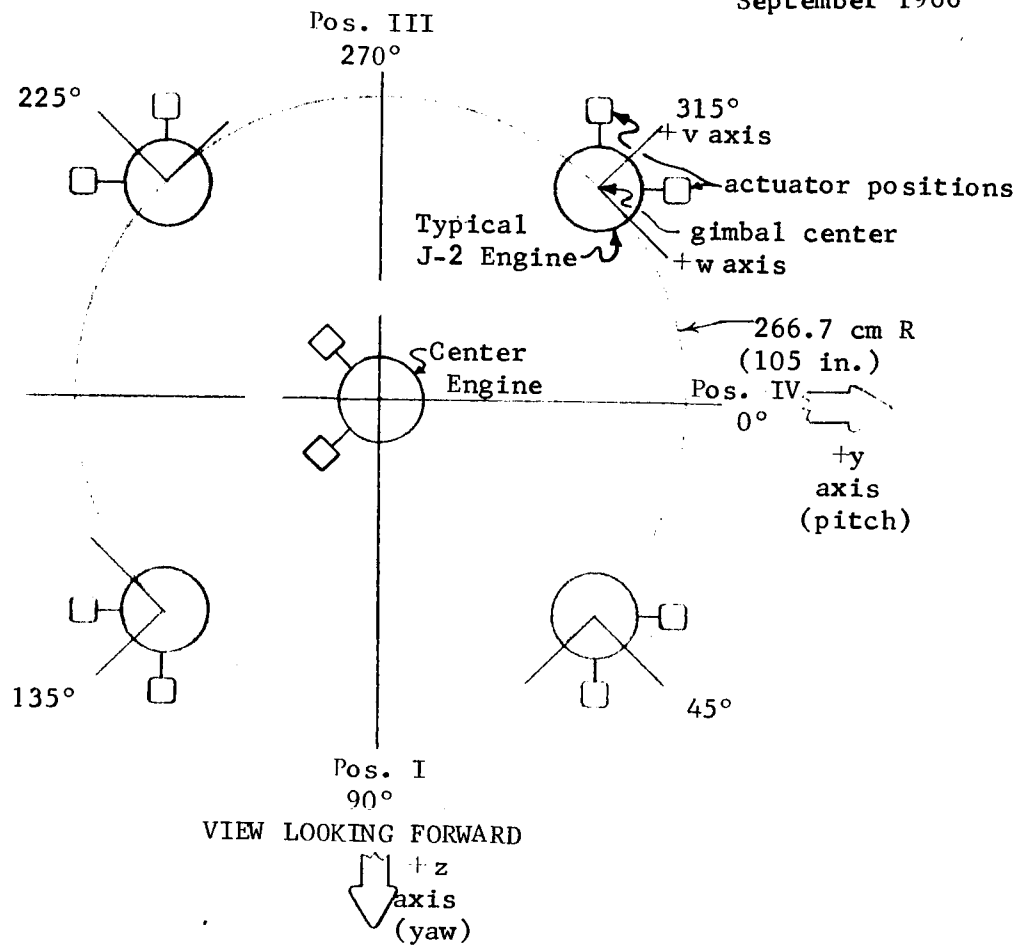 September 1966
Pos. III
270°
225°
315°
+v axis
actuator positions
Typical
J-2 Engine
gimbal center
+w axis
266.7 cm R
(105 in.)
Center
Engine
Pos. IV
0°
+y
axis
(pitch)
135°
45°
Pos. I
90°
VIEW LOOKING FORWARD
+z
axis
(yaw)